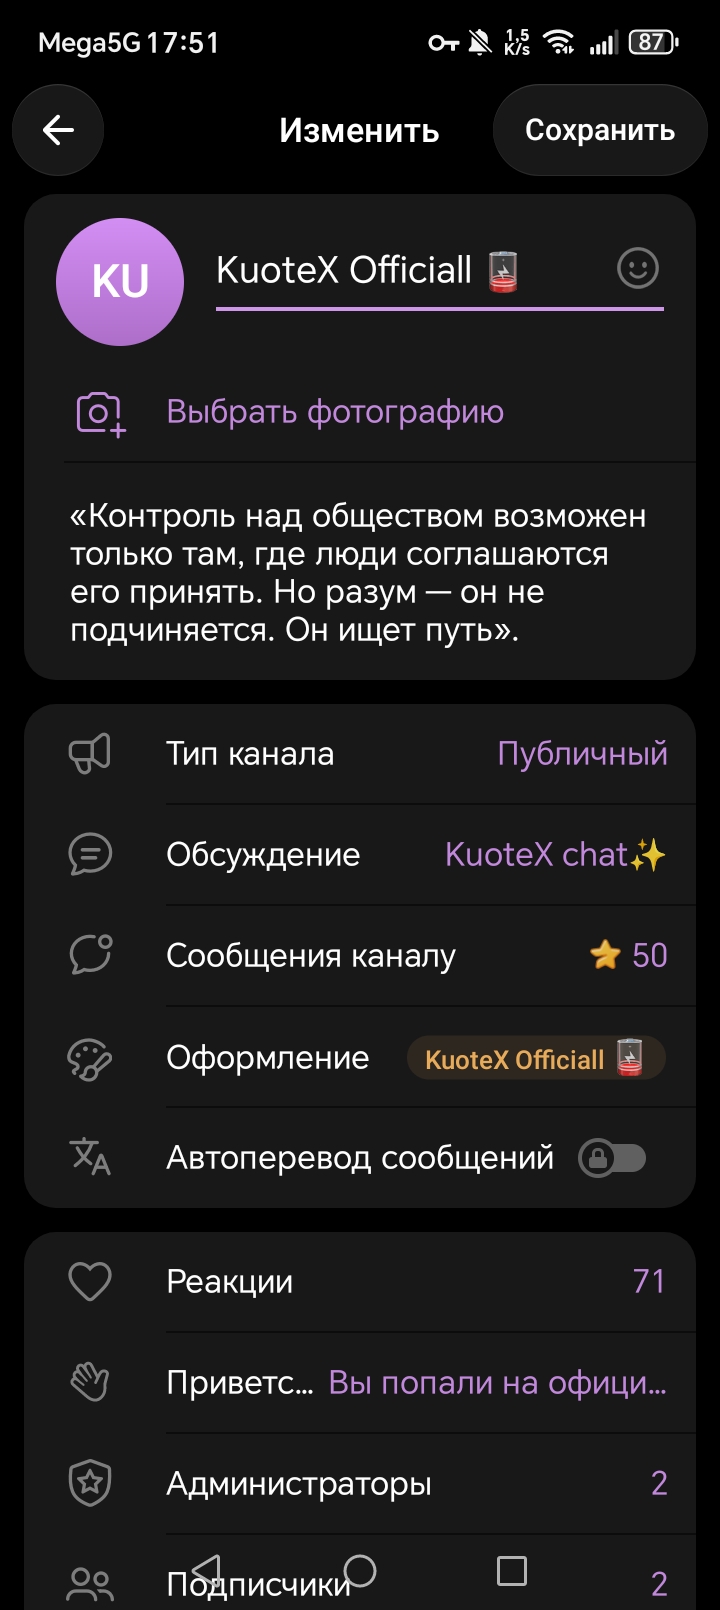 Mega5G 17:51 1,5 K/s 87
Изменить
Сохранить
KU
KuoteX Officiall 🪫
Выбрать фотографию
«Контроль над обществом возможен
только там, где люди соглашаются
его принять. Но разум — он не
подчиняется. Он ищет путь».
Тип канала Публичный
Обсуждение KuoteX chat✨
Сообщения каналу ⭐ 50
Оформление KuoteX Officiall 🪫
Автоперевод сообщений
Реакции 71
Приветс... Вы попали на офици...
Администраторы 2
Подписчики 2